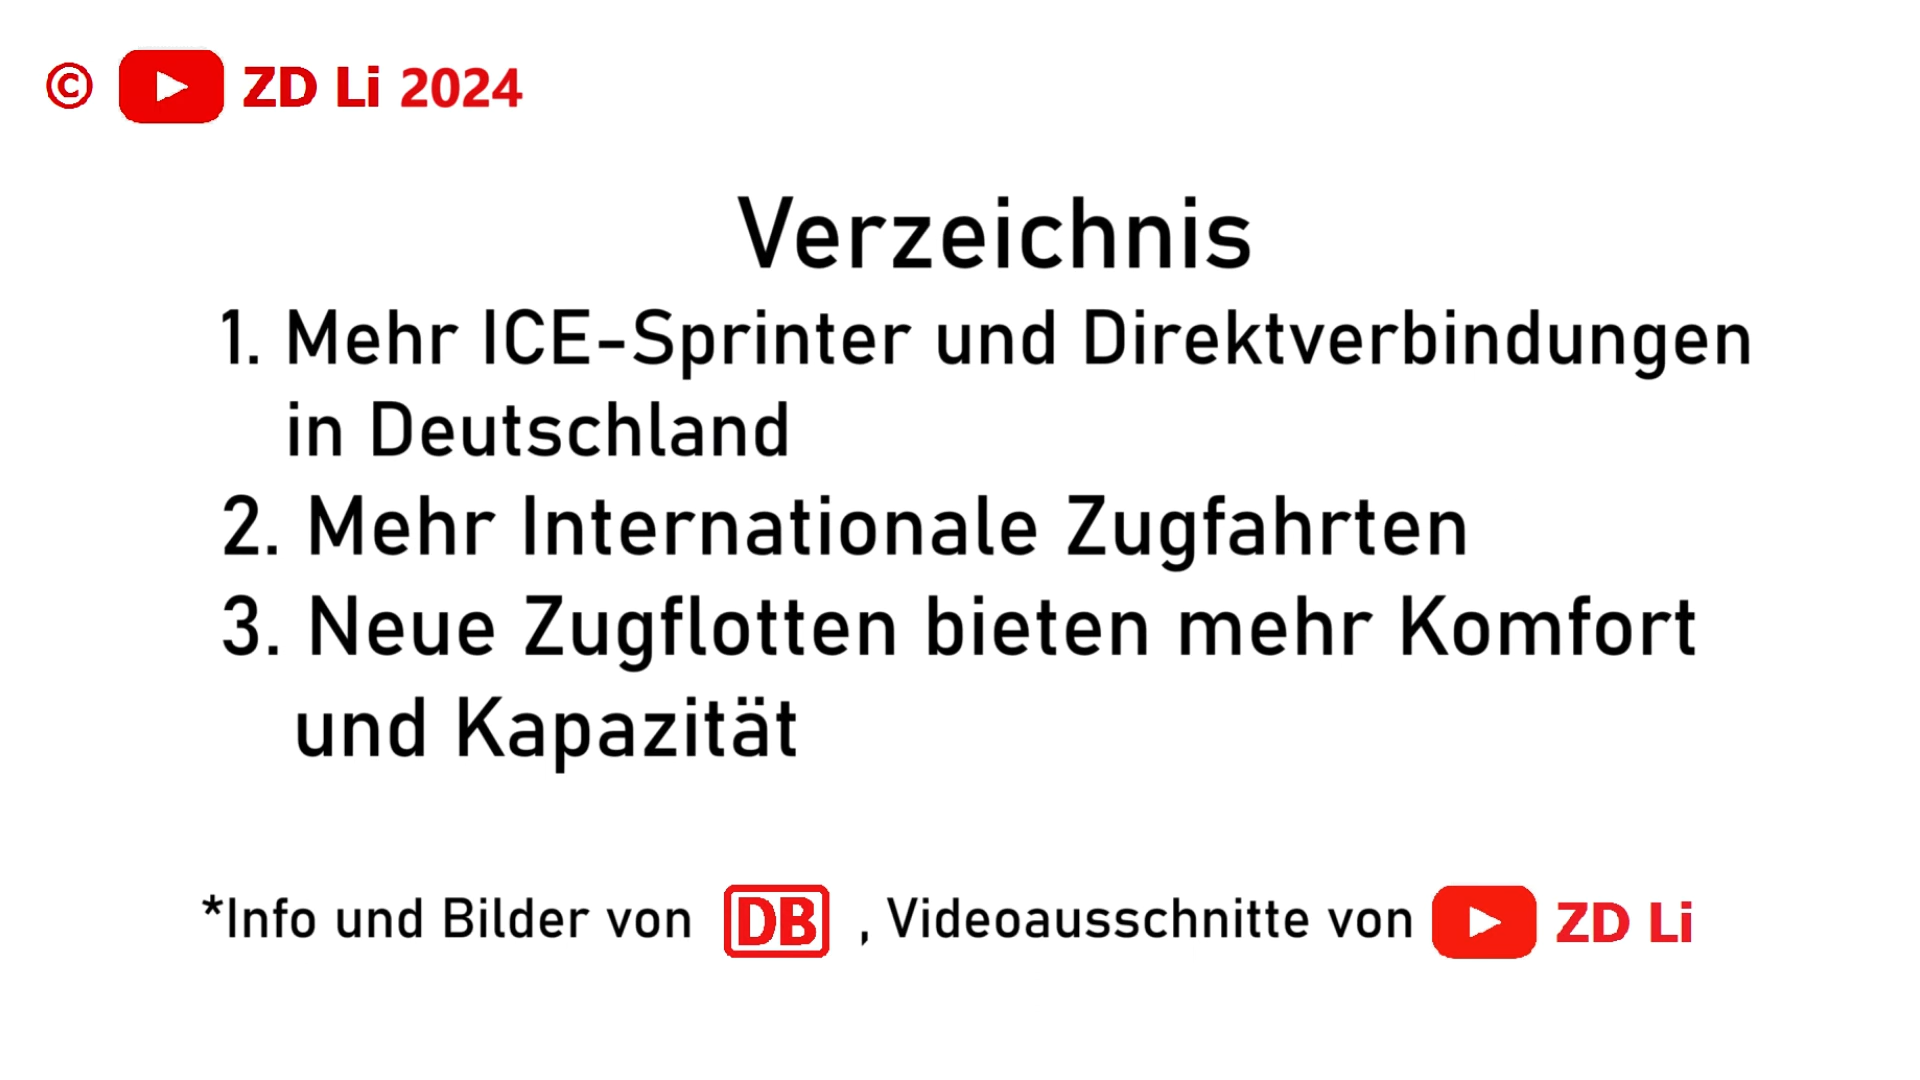 © ZD Li 2024
Verzeichnis
1. Mehr ICE-Sprinter und Direktverbindungen
in Deutschland
2. Mehr Internationale Zugfahrten
3. Neue Zugflotten bieten mehr Komfort
und Kapazität
*Info und Bilder von DB , Videoausschnitte von ZD Li